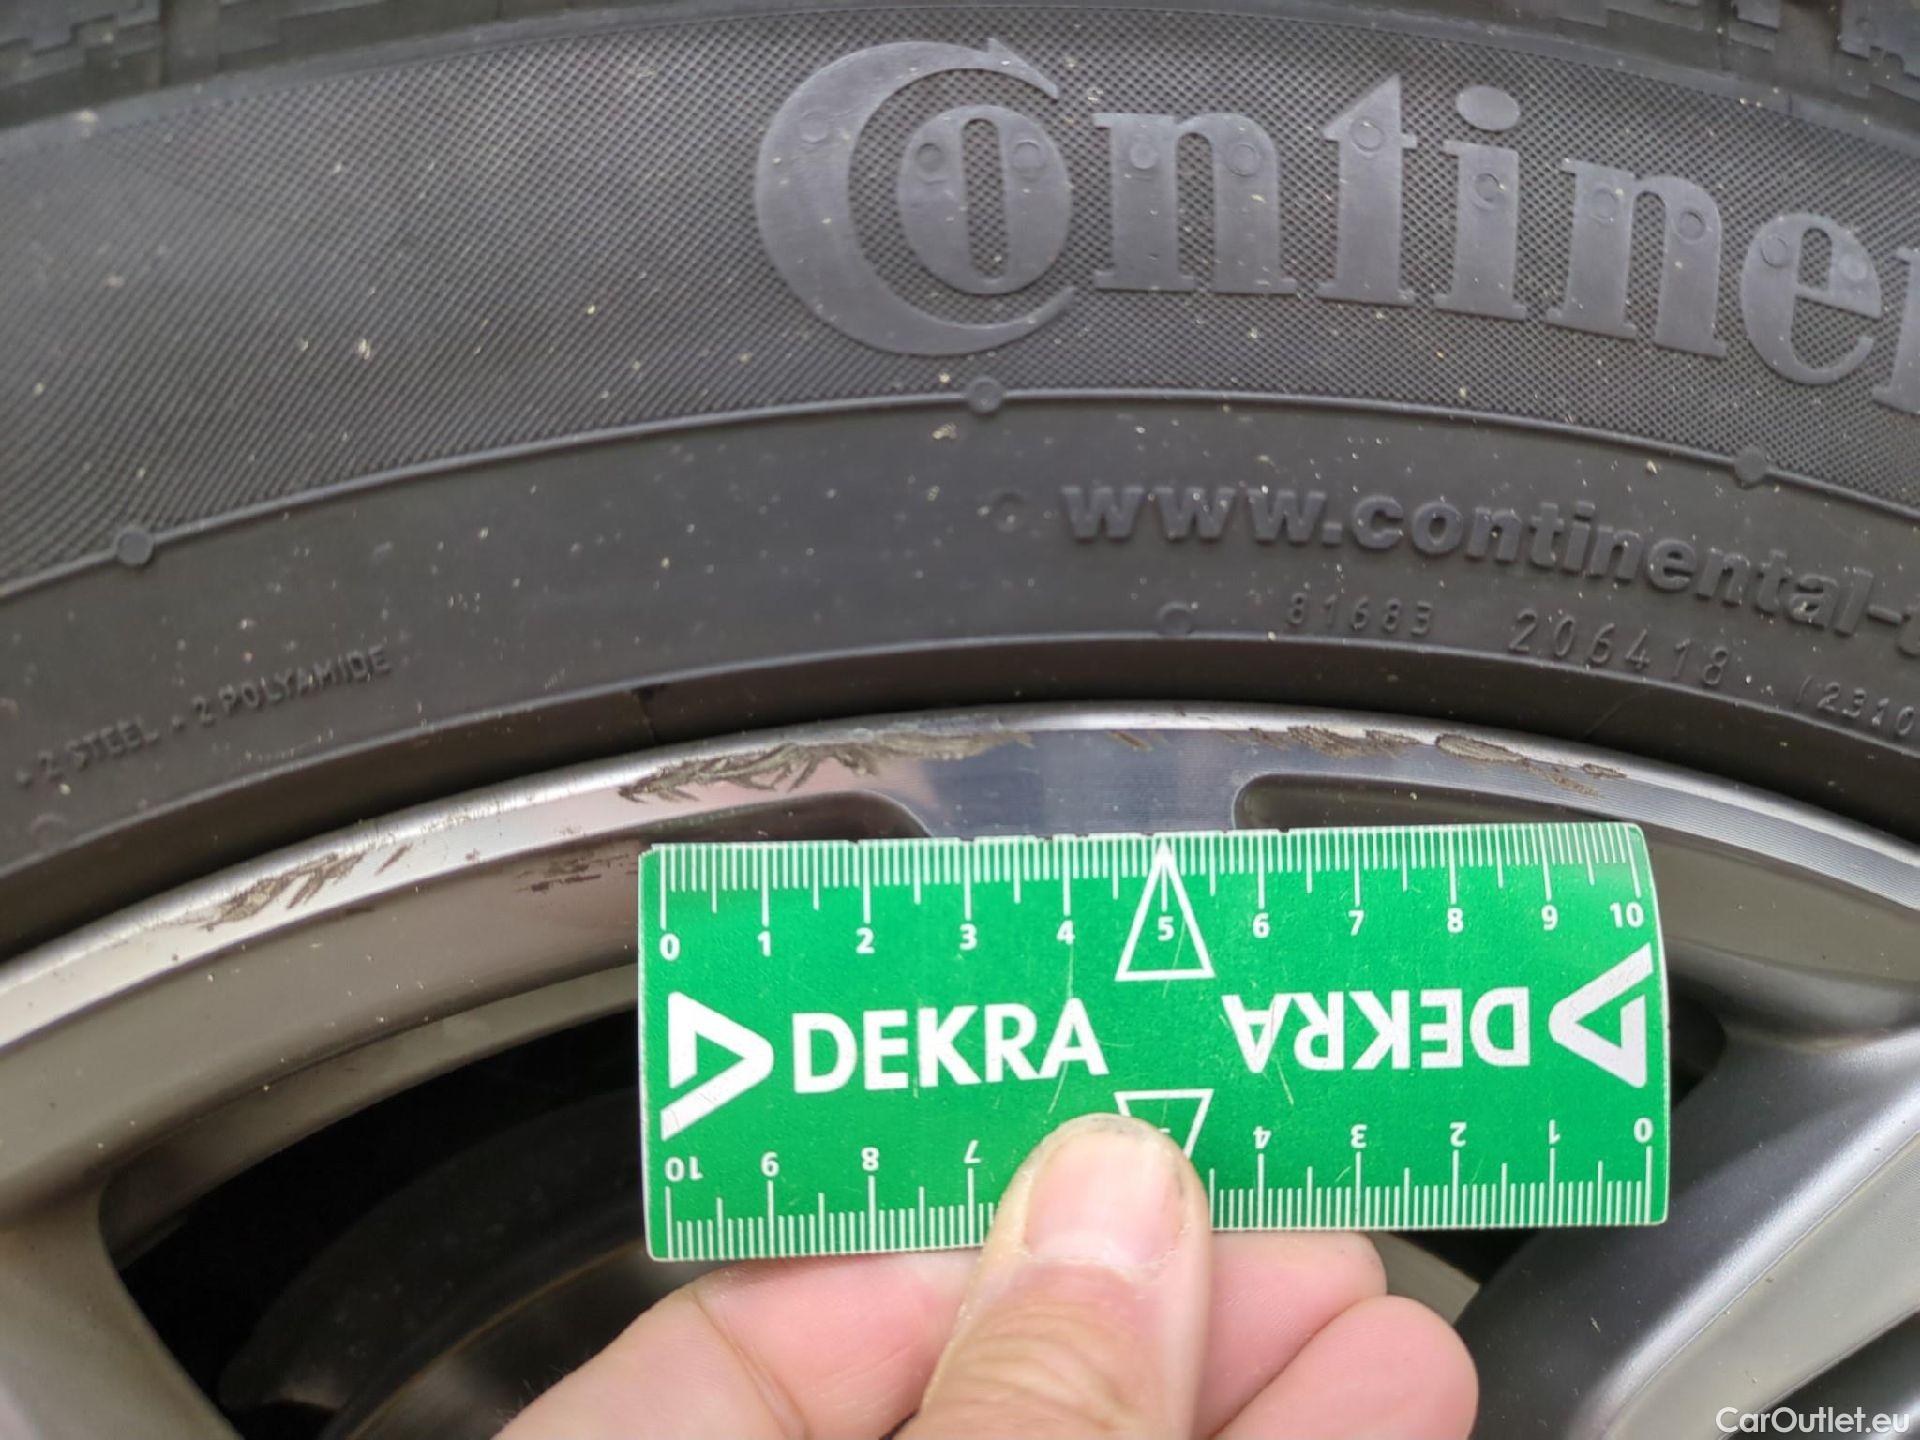 Continen
www.continental-t
81683 206418 (2310
+ 2 STEEL + 2 POLYAMIDE
0 1 2 3 4 5 6 7 8 9 10
DEKRA DEKRA
10 9 8 7 4 3 2 1 0
CarOutlet.eu